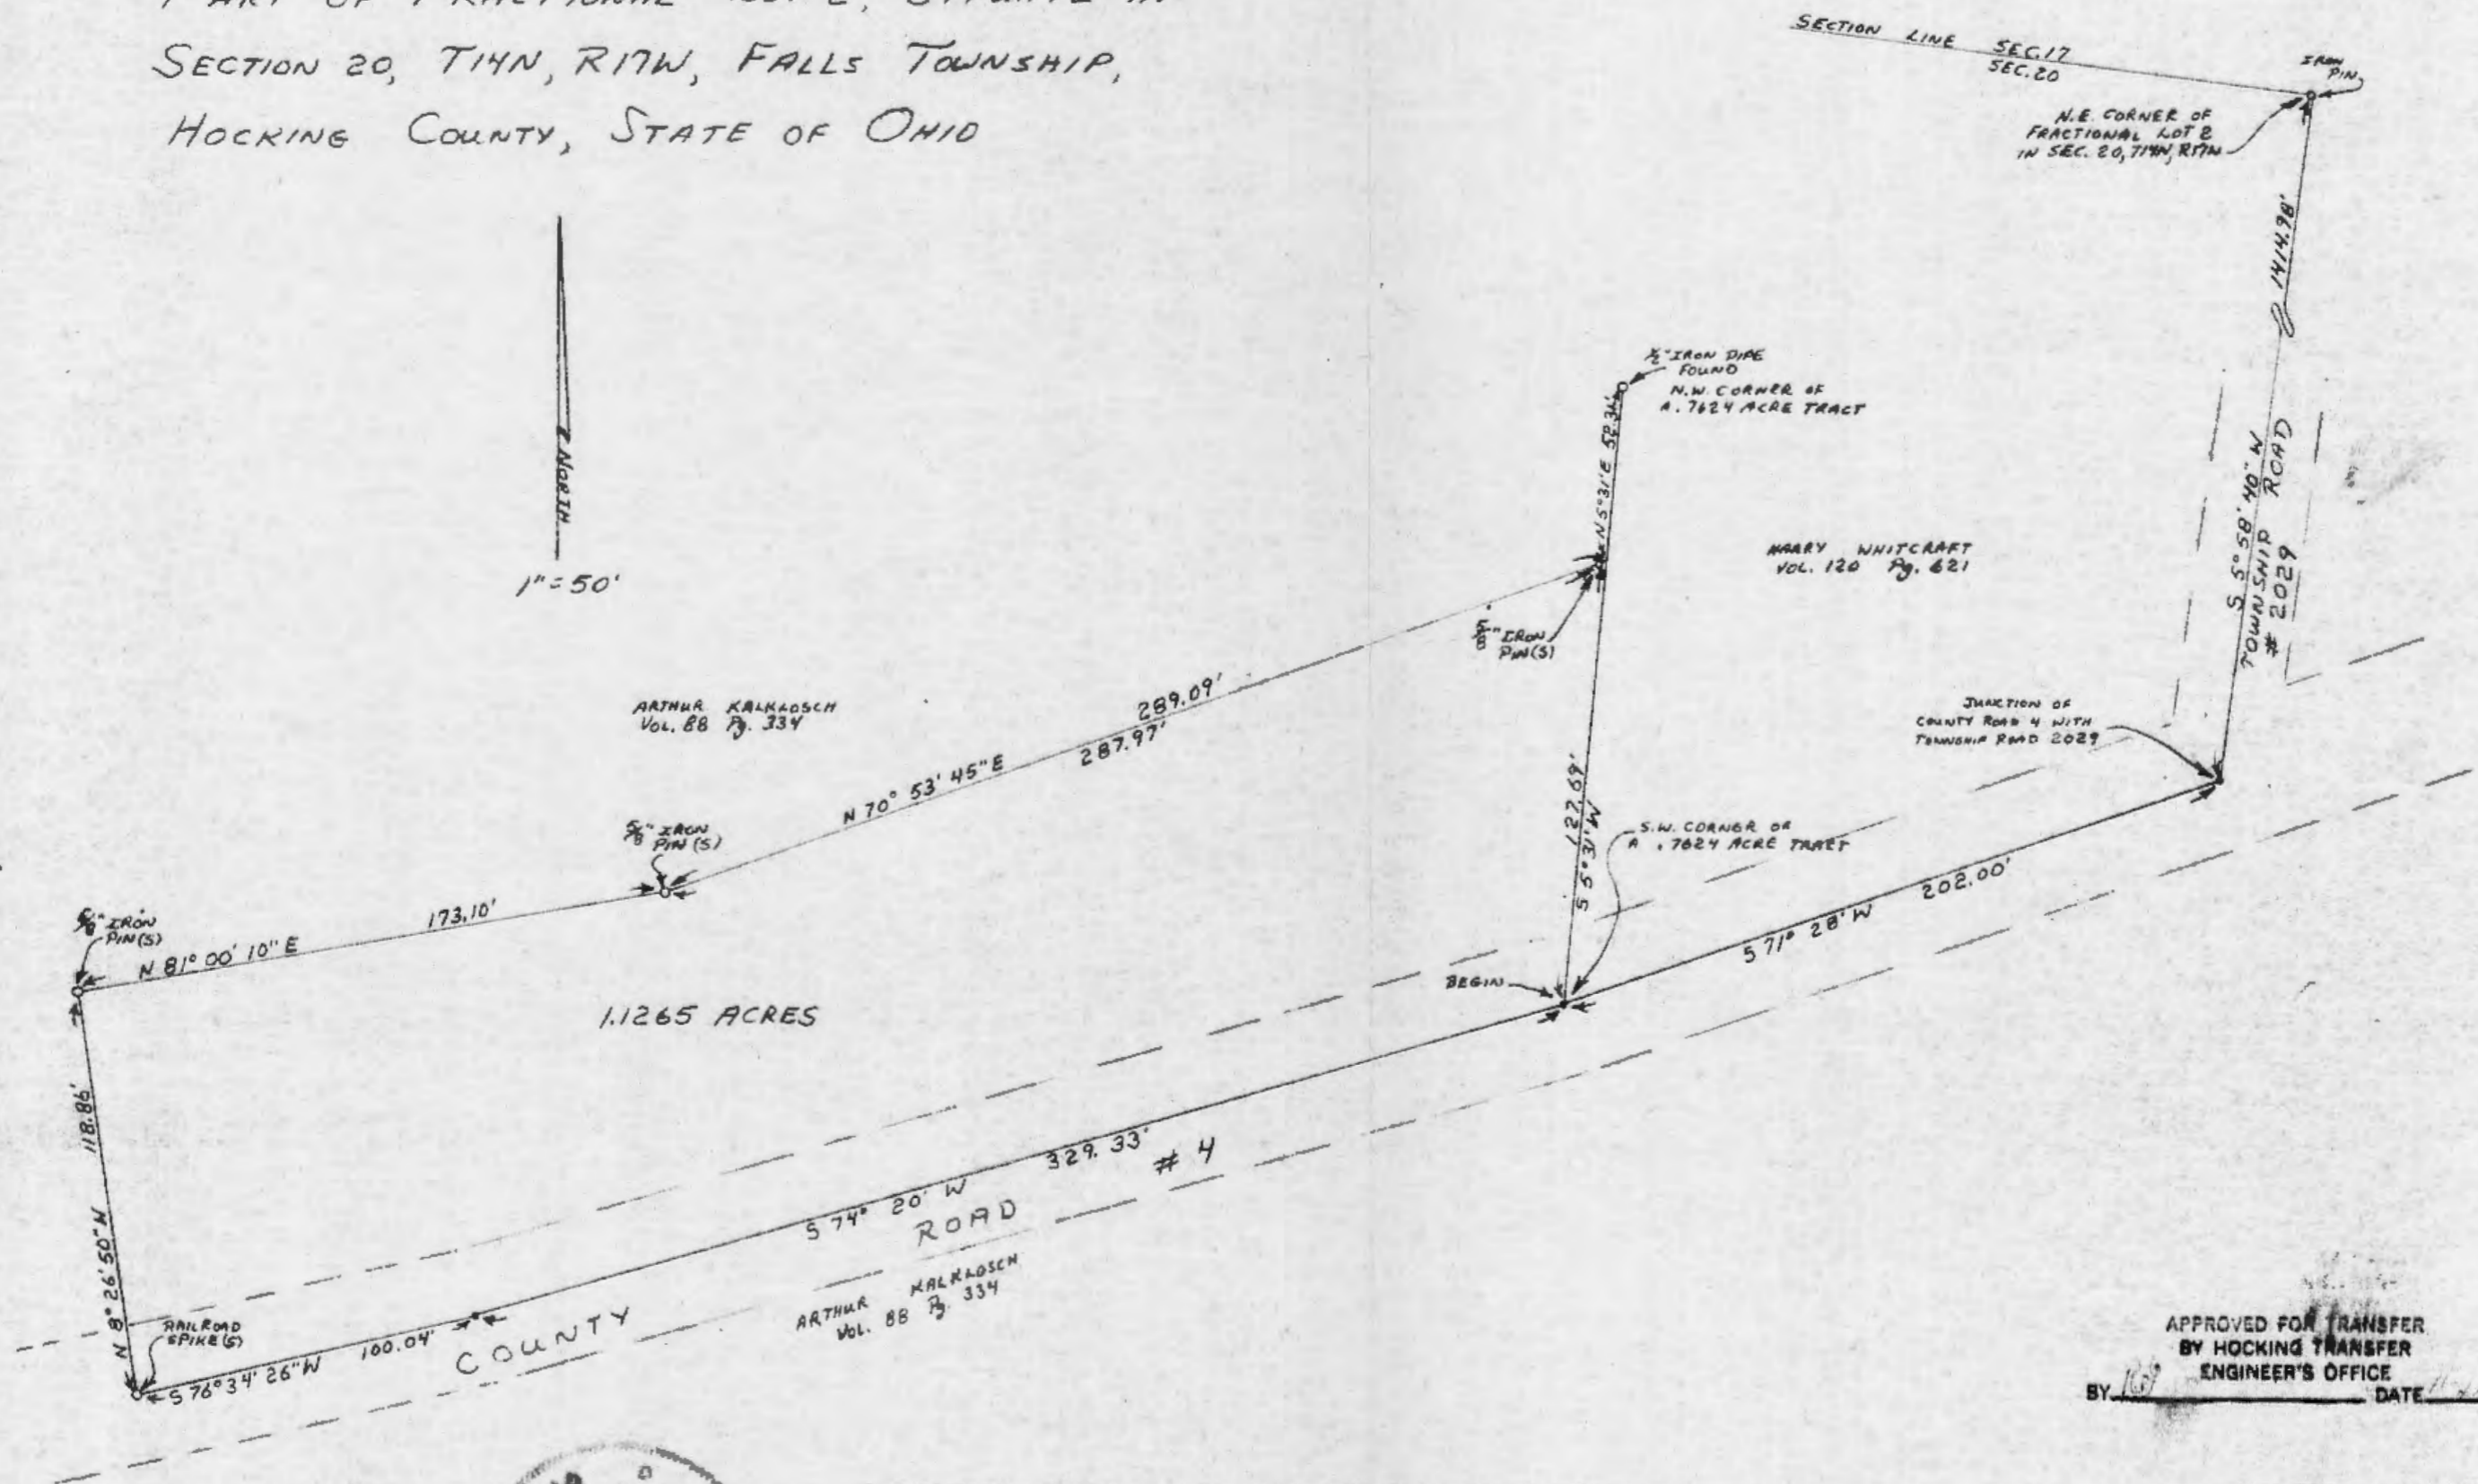 SECTION 20, T14N, R17W, FALLS TOWNSHIP,
HOCKING COUNTY, STATE OF OHIO
SECTION LINE SEC.17
SEC.20
IRON
PIN
N.E. CORNER OF
FRACTIONAL LOT 2
IN SEC. 20, T14N, R17W
1414.98'
S 5° 58' 40" W
TOWNSHIP ROAD
# 2029
NORTH
1"=50'
1/2" IRON PIPE
FOUND
N.W. CORNER OF
A .7624 ACRE TRACT
N 5° 31' E 52.31'
HARRY WHITCRAFT
VOL. 120 Pg. 621
5/8" IRON
PIN(S)
ARTHUR KALKLOSCH
VOL. 88 Pg. 334
289.09'
287.97'
N 70° 53' 45" E
JUNCTION OF
COUNTY ROAD 4 WITH
TOWNSHIP ROAD 2029
127.69'
S 5° 31' W
S.W. CORNER OF
A .7624 ACRE TRACT
5/8" IRON
PIN(S)
202.00'
S 71° 28' W
5/8" IRON
PIN(S)
173.10'
N 81° 00' 10" E
BEGIN
1.1265 ACRES
118.86'
N 8° 26' 50" W
329.33'
# 4
S 74° 20' W
ROAD
ARTHUR KALKLOSCH
VOL. 88 Pg. 334
RAILROAD
SPIKE(S)
100.04'
S 76° 34' 26" W
COUNTY
APPROVED FOR TRANSFER
BY HOCKING TRANSFER
ENGINEER'S OFFICE
BY DATE